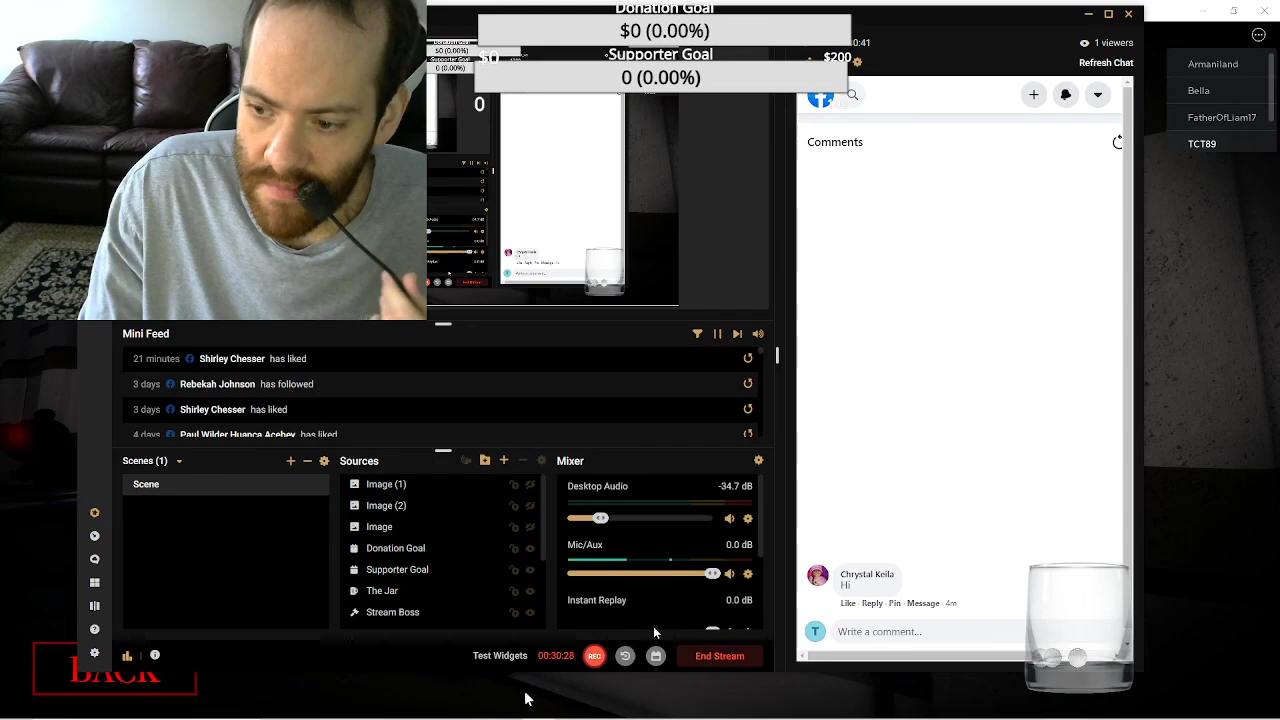 Donation Goal
$0 (0.00%)
Supporter Goal
0 (0.00%)
$0
0
$200
:41
1 viewers
Refresh Chat
Armaniland
Bella
FatherOfLiam17
TCT89
Comments
Mini Feed
21 minutes Shirley Chesser has liked
3 days Rebekah Johnson has followed
3 days Shirley Chesser has liked
4 days Paul Wilder Huanca Acebey has liked
Scenes (1)
Scene
Sources
Image (1)
Image (2)
Image
Donation Goal
Supporter Goal
The Jar
Stream Boss
Mixer
Desktop Audio -34.7 dB
Mic/Aux 0.0 dB
Instant Replay 0.0 dB
Chrystal Keila
Hi
Like · Reply · Pin · Message · 4m
T Write a comment...
Test Widgets 00:30:28 REC End Stream
BACK